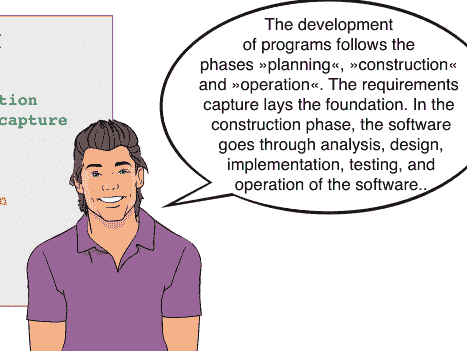 The development
of programs follows the
phases »planning«, »construction«
and »operation«. The requirements
capture lays the foundation. In the
construction phase, the software
goes through analysis, design,
implementation, testing, and
operation of the software..
capture